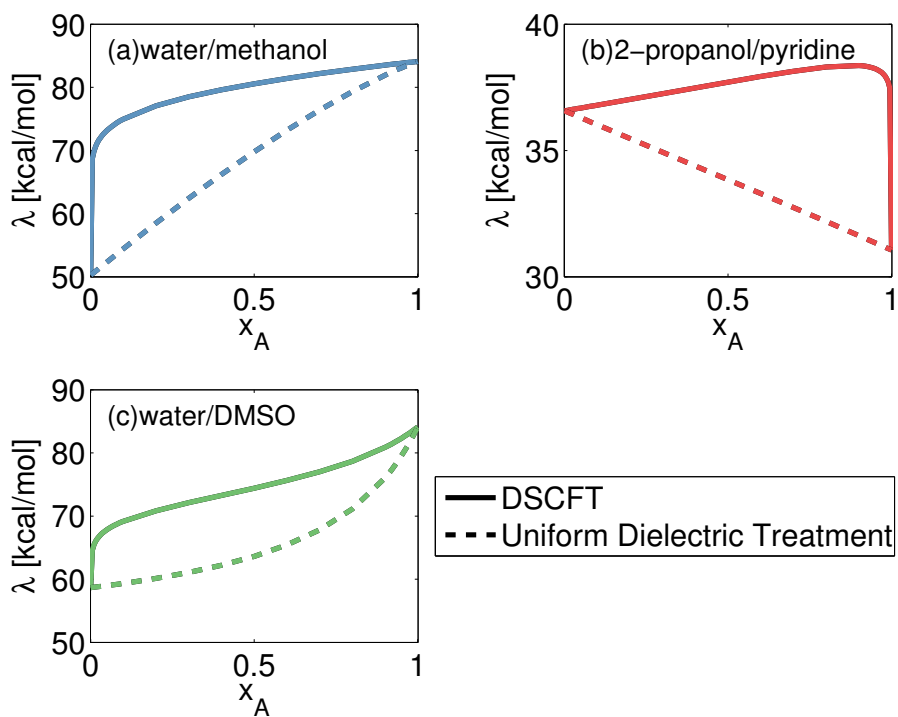 (a)water/methanol
90
80
70
60
50
λ [kcal/mol]
0
0.5
1
x_A
(b)2−propanol/pyridine
40
35
30
λ [kcal/mol]
0
0.5
1
x_A
(c)water/DMSO
90
80
70
60
50
λ [kcal/mol]
0
0.5
1
x_A
DSCFT
Uniform Dielectric Treatment